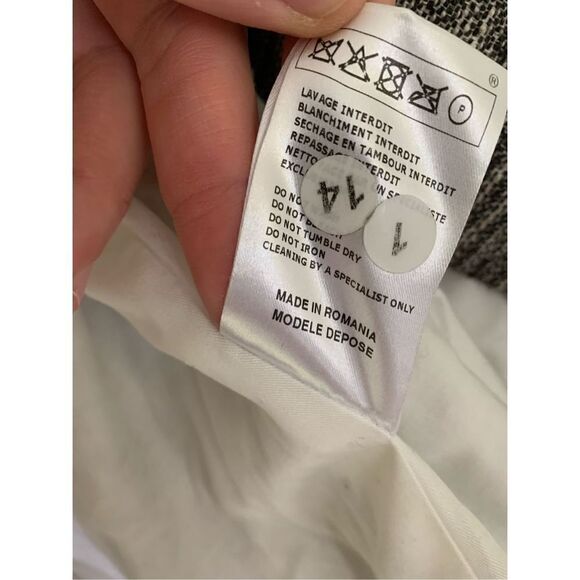 ®
P
LAVAGE INTERDIT
BLANCHIMENT INTERDIT
SECHAGE EN TAMBOUR INTERDIT
REPASSAGE INTERDIT
14
1
DO
DO NOT
DO NOT TUMBLE DRY
DO NOT IRON
CLEANING BY A SPECIALIST ONLY
MADE IN ROMANIA
MODELE DEPOSE